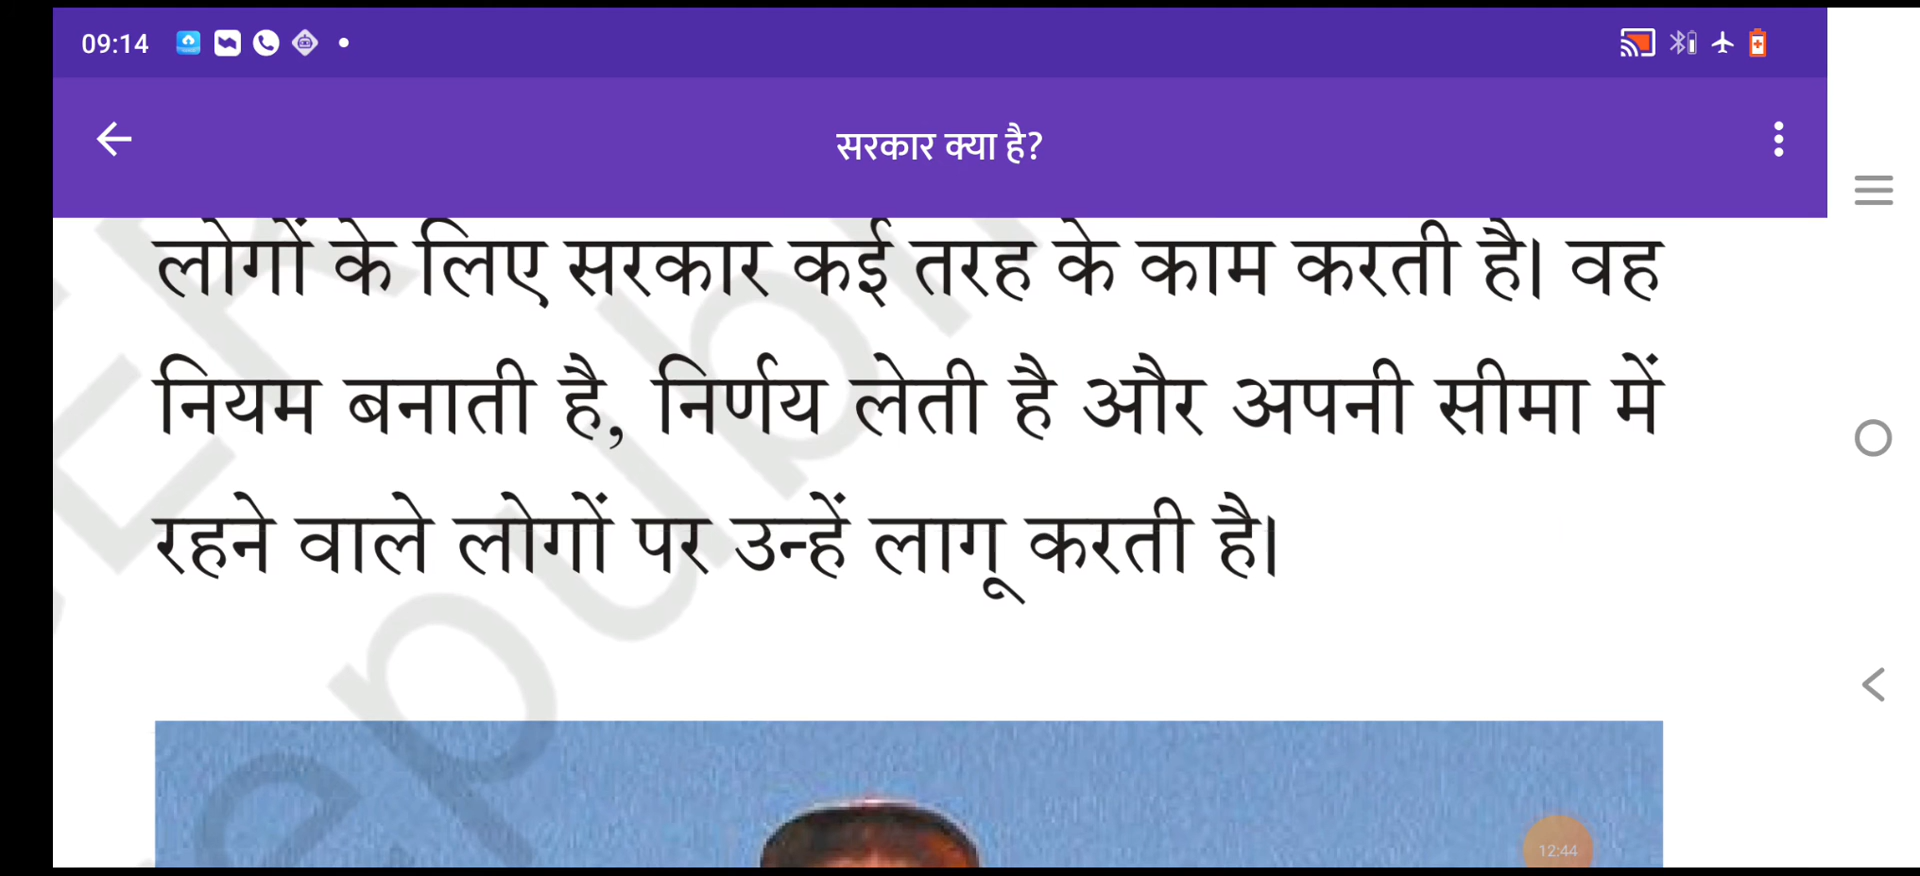 09:14
सरकार क्या है?
लोगों के लिए सरकार कई तरह के काम करती है। वह
नियम बनाती है, निर्णय लेती है और अपनी सीमा में
रहने वाले लोगों पर उन्हें लागू करती है।
12:44